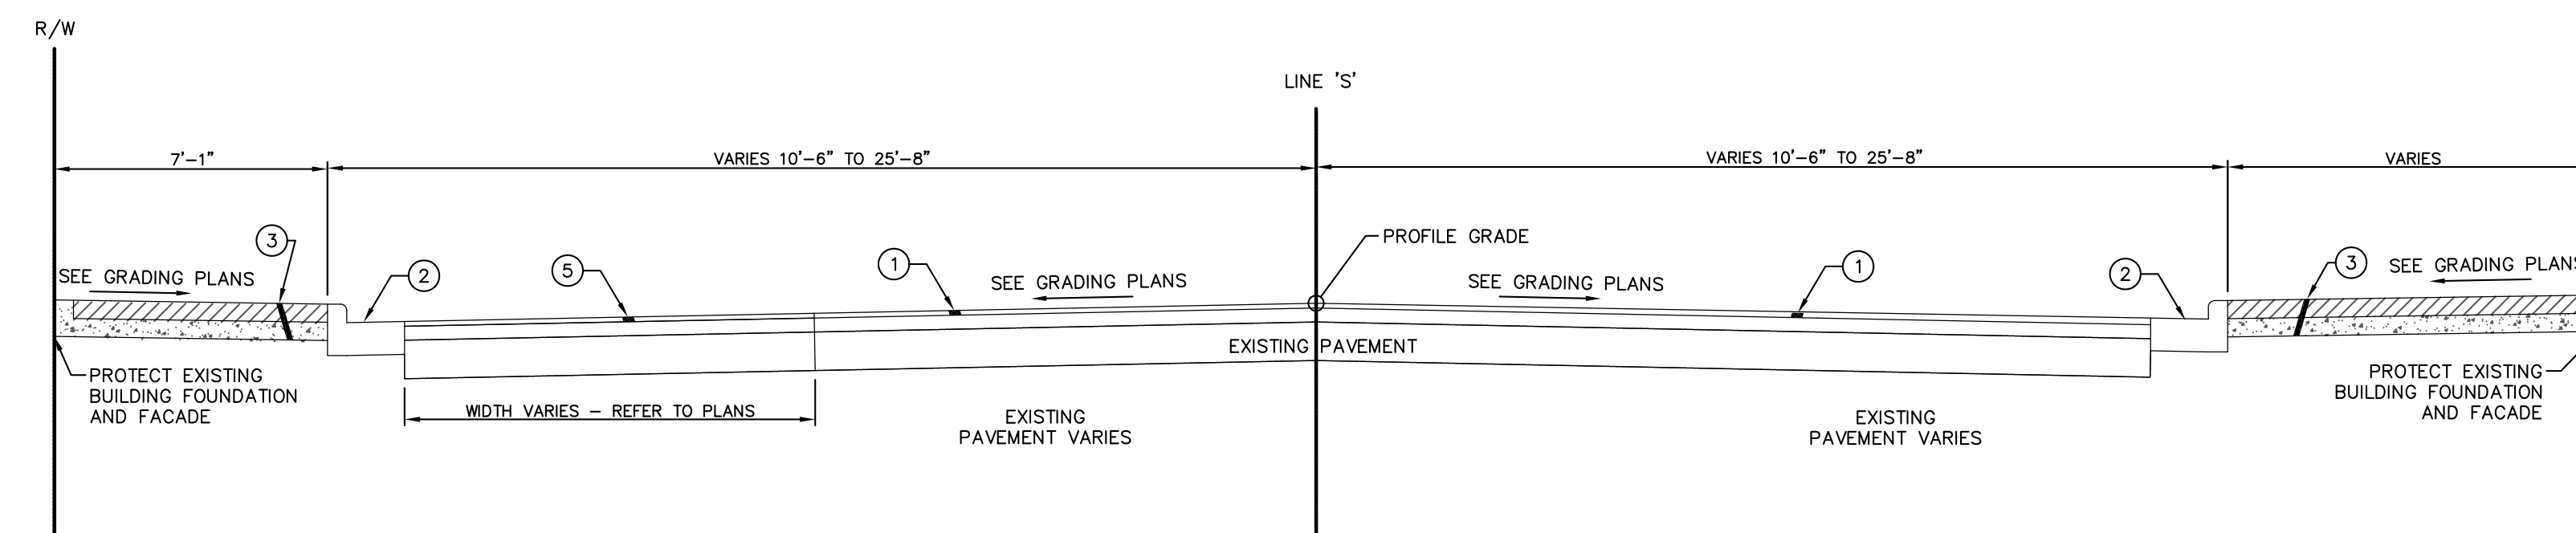 R/W
LINE 'S'
7'-1"
VARIES 10'-6" TO 25'-8"
VARIES 10'-6" TO 25'-8"
VARIES
3
SEE GRADING PLANS
2
5
1
SEE GRADING PLANS
PROFILE GRADE
SEE GRADING PLANS
1
2
3
SEE GRADING PLANS
EXISTING PAVEMENT
PROTECT EXISTING
BUILDING FOUNDATION
AND FACADE
WIDTH VARIES - REFER TO PLANS
EXISTING
PAVEMENT VARIES
EXISTING
PAVEMENT VARIES
PROTECT EXISTING
BUILDING FOUNDATION
AND FACADE